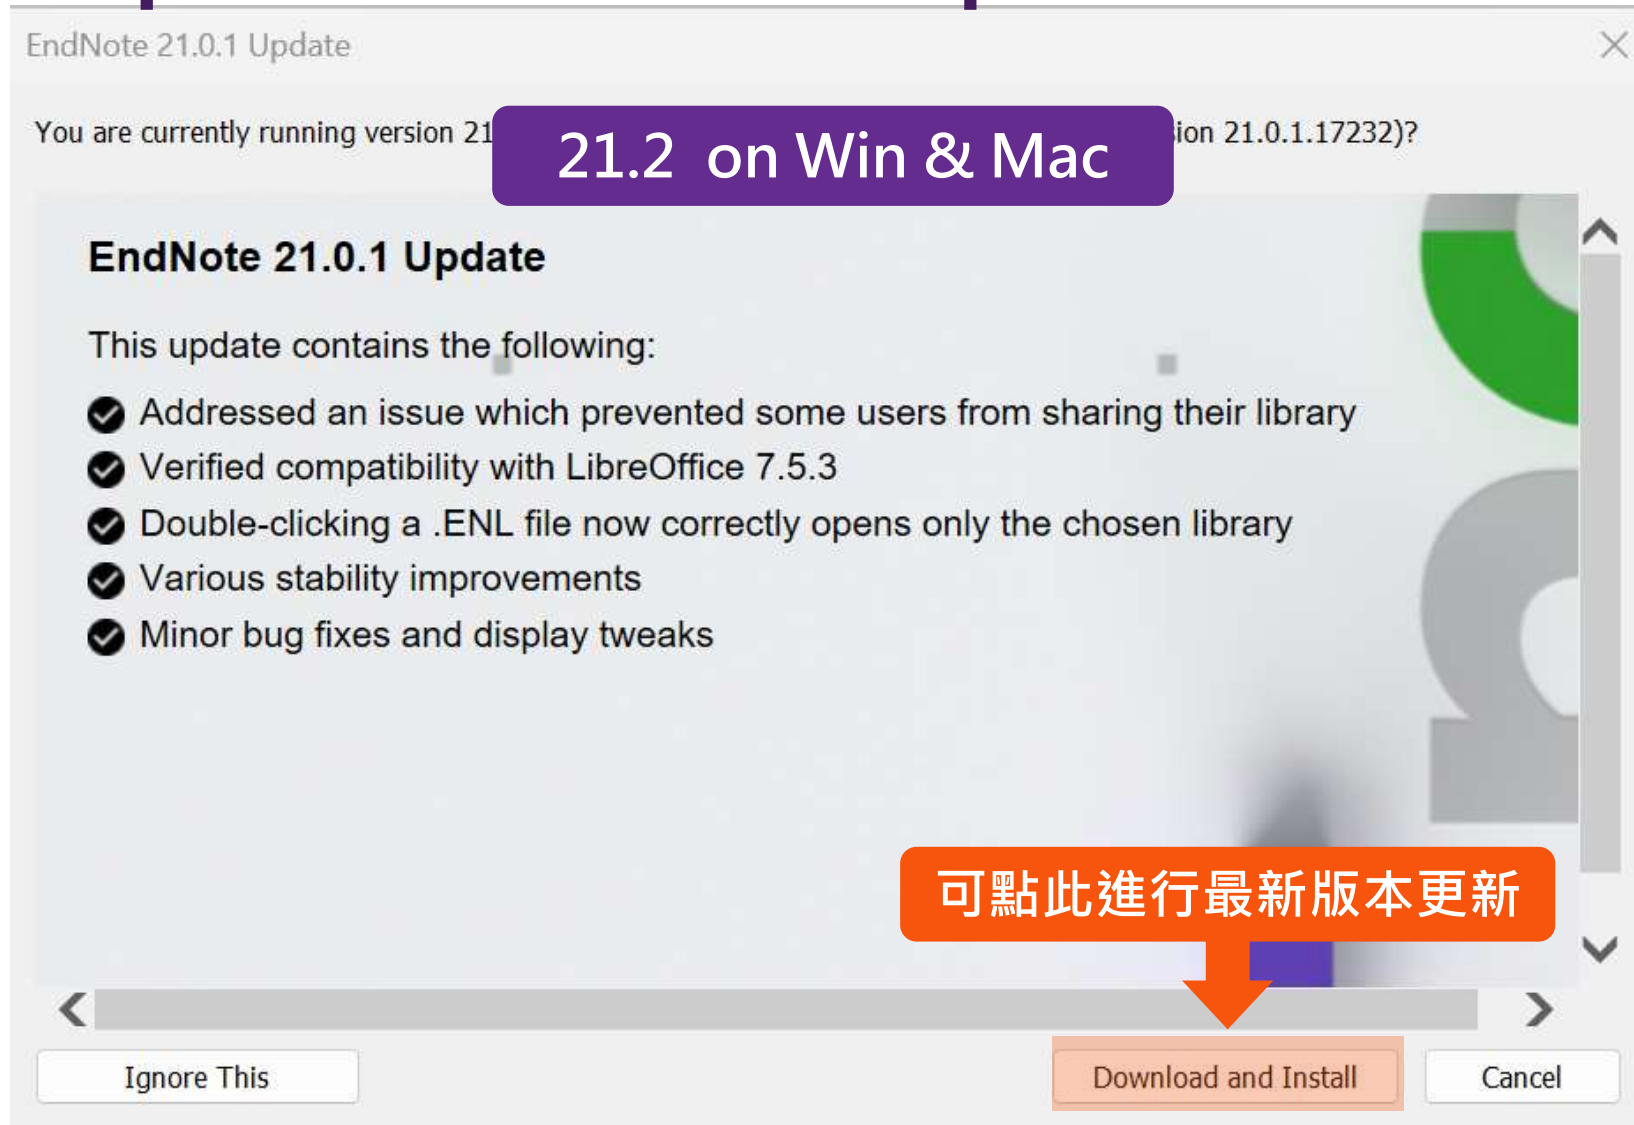 EndNote 21.0.1 Update
You are currently running version 21
21.2 on Win & Mac
ion 21.0.1.17232)?
EndNote 21.0.1 Update
This update contains the following:
Addressed an issue which prevented some users from sharing their library
Verified compatibility with LibreOffice 7.5.3
Double-clicking a .ENL file now correctly opens only the chosen library
Various stability improvements
Minor bug fixes and display tweaks
可點此進行最新版本更新
Ignore This
Download and Install
Cancel